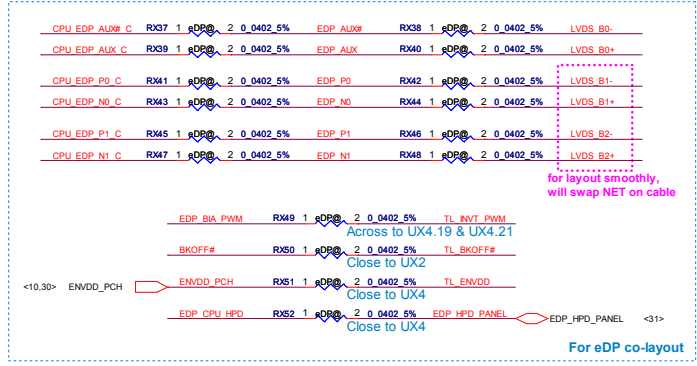 CPU_EDP_AUX#_C RX37 1 eDP@ 2 0_0402_5% EDP_AUX# RX38 1 eDP@ 2 0_0402_5% LVDS_B0-
CPU_EDP_AUX_C RX39 1 eDP@ 2 0_0402_5% EDP_AUX RX40 1 eDP@ 2 0_0402_5% LVDS_B0+
CPU_EDP_P0_C RX41 1 eDP@ 2 0_0402_5% EDP_P0 RX42 1 eDP@ 2 0_0402_5% LVDS_B1-
CPU_EDP_N0_C RX43 1 eDP@ 2 0_0402_5% EDP_N0 RX44 1 eDP@ 2 0_0402_5% LVDS_B1+
CPU_EDP_P1_C RX45 1 eDP@ 2 0_0402_5% EDP_P1 RX46 1 eDP@ 2 0_0402_5% LVDS_B2-
CPU_EDP_N1_C RX47 1 eDP@ 2 0_0402_5% EDP_N1 RX48 1 eDP@ 2 0_0402_5% LVDS_B2+
for layout smoothly,
will swap NET on cable
EDP_BIA_PWM RX49 1 eDP@ 2 0_0402_5% TL_INVT_PWM
Across to UX4.19 & UX4.21
BKOFF# RX50 1 eDP@ 2 0_0402_5% TL_BKOFF#
Close to UX2
<10,30> ENVDD_PCH ENVDD_PCH RX51 1 eDP@ 2 0_0402_5% TL_ENVDD
Close to UX4
EDP_CPU_HPD RX52 1 eDP@ 2 0_0402_5% EDP_HPD_PANEL EDP_HPD_PANEL <31>
Close to UX4
For eDP co-layout